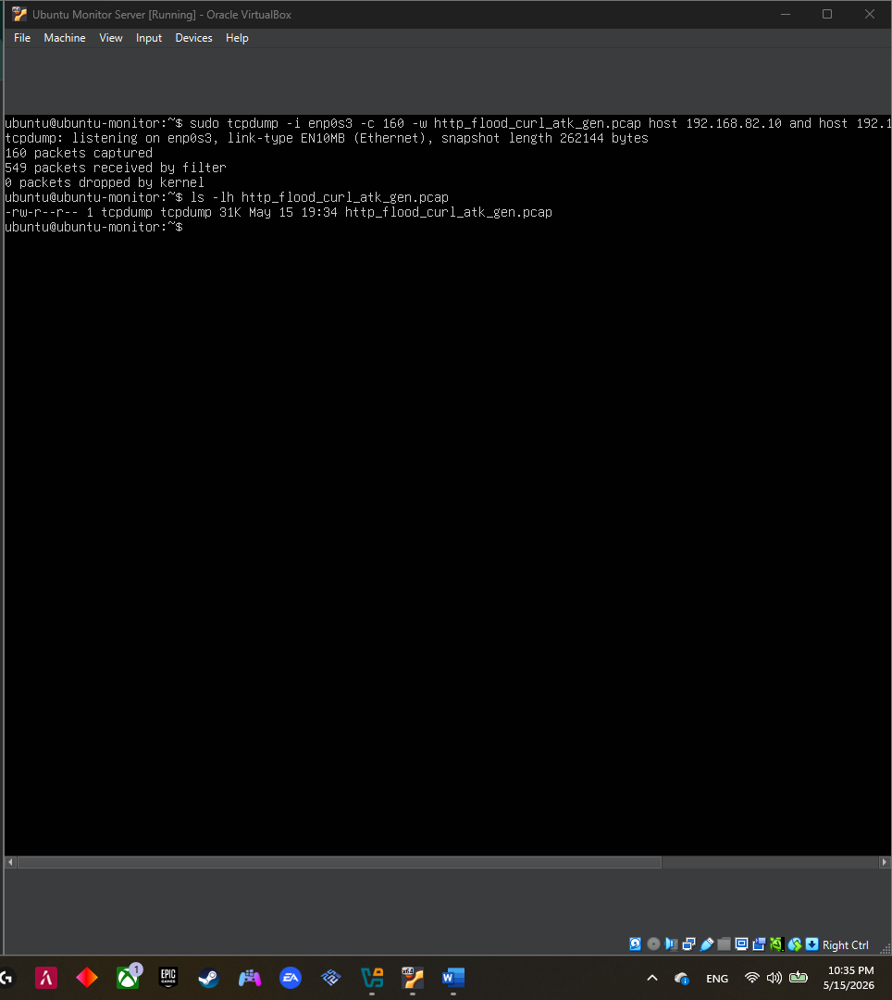 Ubuntu Monitor Server [Running] - Oracle VirtualBox
File Machine View Input Devices Help
ubuntu@ubuntu-monitor:~$ sudo tcpdump -i enp0s3 -c 160 -w http_flood_curl_atk_gen.pcap host 192.168.82.10 and host 192.1
tcpdump: listening on enp0s3, link-type EN10MB (Ethernet), snapshot length 262144 bytes
160 packets captured
549 packets received by filter
0 packets dropped by kernel
ubuntu@ubuntu-monitor:~$ ls -lh http_flood_curl_atk_gen.pcap
-rw-r--r-- 1 tcpdump tcpdump 31K May 15 19:34 http_flood_curl_atk_gen.pcap
ubuntu@ubuntu-monitor:~$
Right Ctrl
1
EPIC GAMES
EA
x64
W
ENG
10:35 PM
5/15/2026